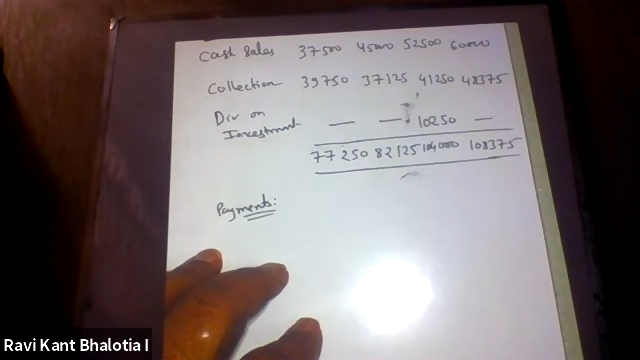 Cash Sales 37500 45000 52500 60000
Collection 39750 37125 41250 48375
Div on
Investment — — 10250 —
77250 82125 104000 108375
Payments:
Ravi Kant Bhalotia I